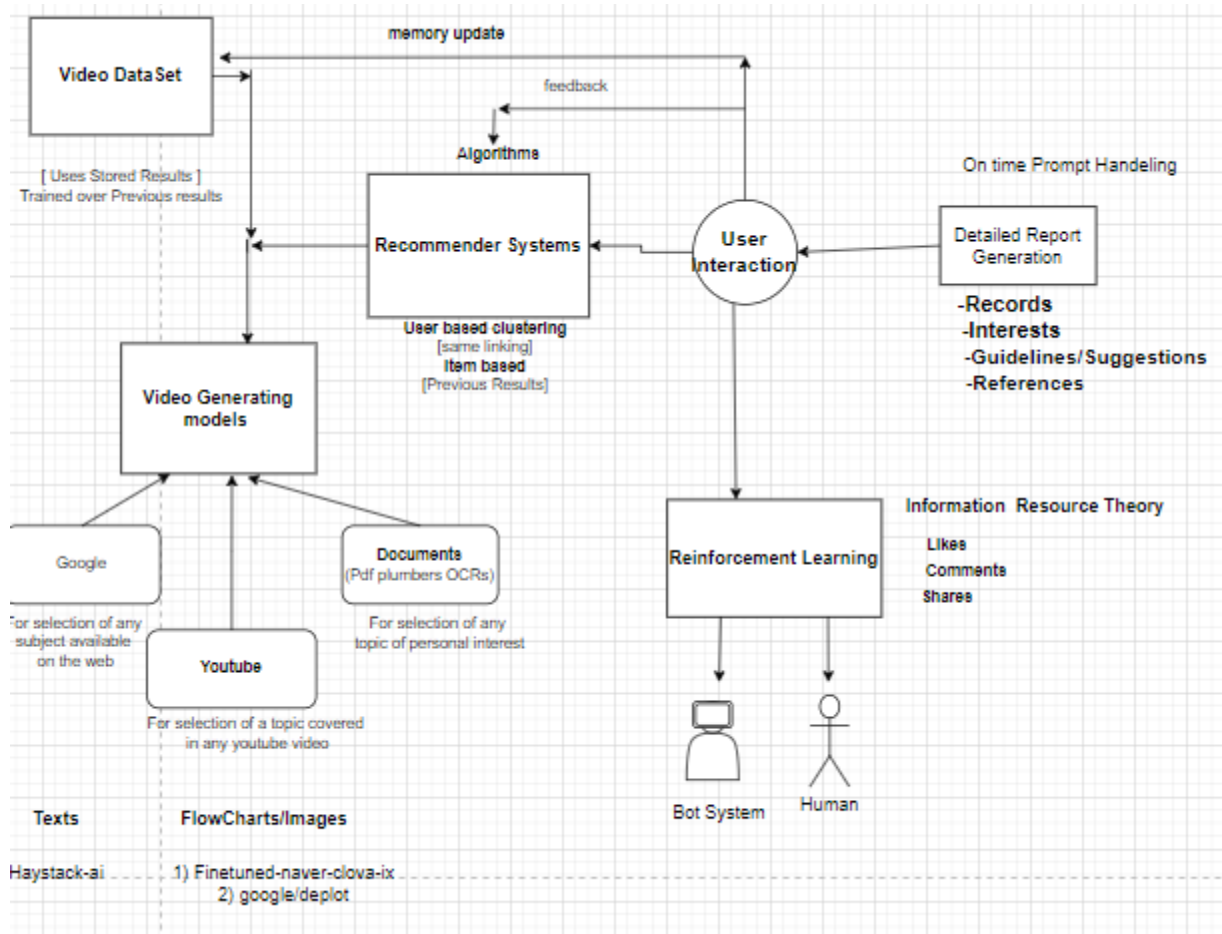 memory update
Video DataSet
feedback
Algorithms
On time Prompt Handeling
[ Uses Stored Results ]
Trained over Previous results
Recommender Systems
User
Interaction
Detailed Report
Generation
-Records
-Interests
-Guidelines/Suggestions
-References
User based clustering
[same linking]
Item based
[Previous Results]
Video Generating
models
Google
For selection of any
subject available
on the web
Youtube
For selection of a topic covered
in any youtube video
Documents
(Pdf plumbers OCRs)
For selection of any
topic of personal interest
Reinforcement Learning
Information Resource Theory
Likes
Comments
Shares
Bot System
Human
Texts
FlowCharts/Images
Haystack-ai
1) Finetuned-naver-clova-ix
2) google/deplot